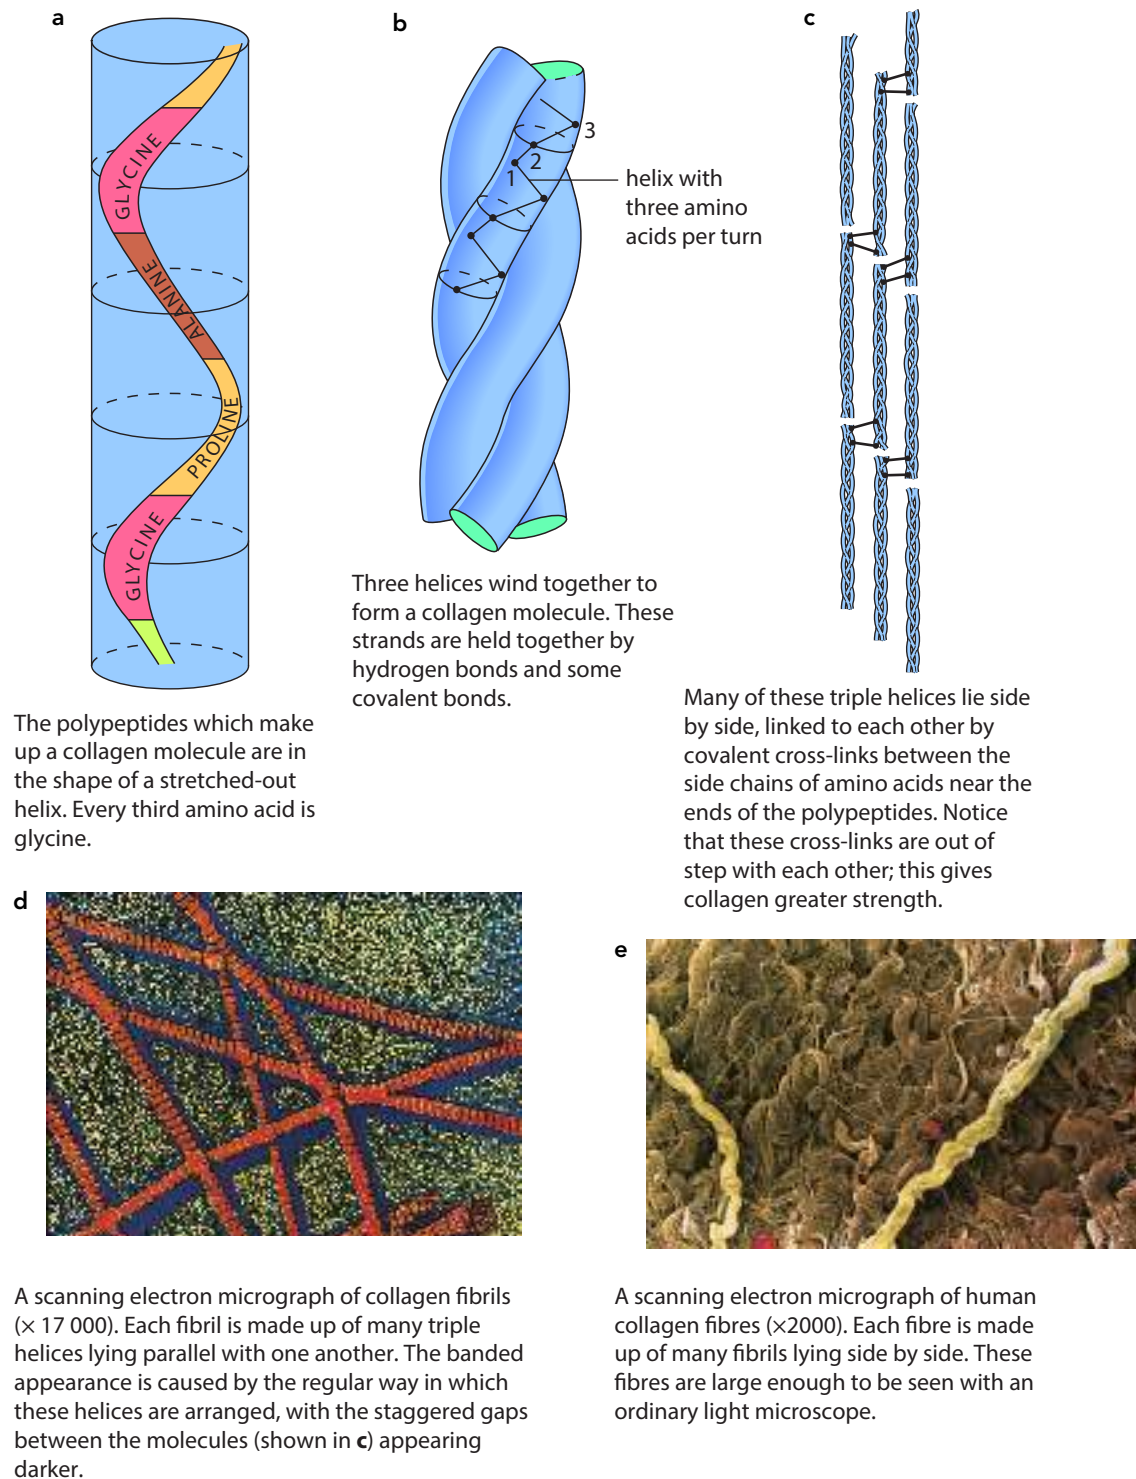 a
GLYCINE
ALANINE
PROLINE
GLYCINE
The polypeptides which make
up a collagen molecule are in
the shape of a stretched-out
helix. Every third amino acid is
glycine.
b
3
2
1
helix with
three amino
acids per turn
Three helices wind together to
form a collagen molecule. These
strands are held together by
hydrogen bonds and some
covalent bonds.
c
Many of these triple helices lie side
by side, linked to each other by
covalent cross-links between the
side chains of amino acids near the
ends of the polypeptides. Notice
that these cross-links are out of
step with each other; this gives
collagen greater strength.
d
A scanning electron micrograph of collagen fibrils
(× 17 000). Each fibril is made up of many triple
helices lying parallel with one another. The banded
appearance is caused by the regular way in which
these helices are arranged, with the staggered gaps
between the molecules (shown in c) appearing
darker.
e
A scanning electron micrograph of human
collagen fibres (×2000). Each fibre is made
up of many fibrils lying side by side. These
fibres are large enough to be seen with an
ordinary light microscope.